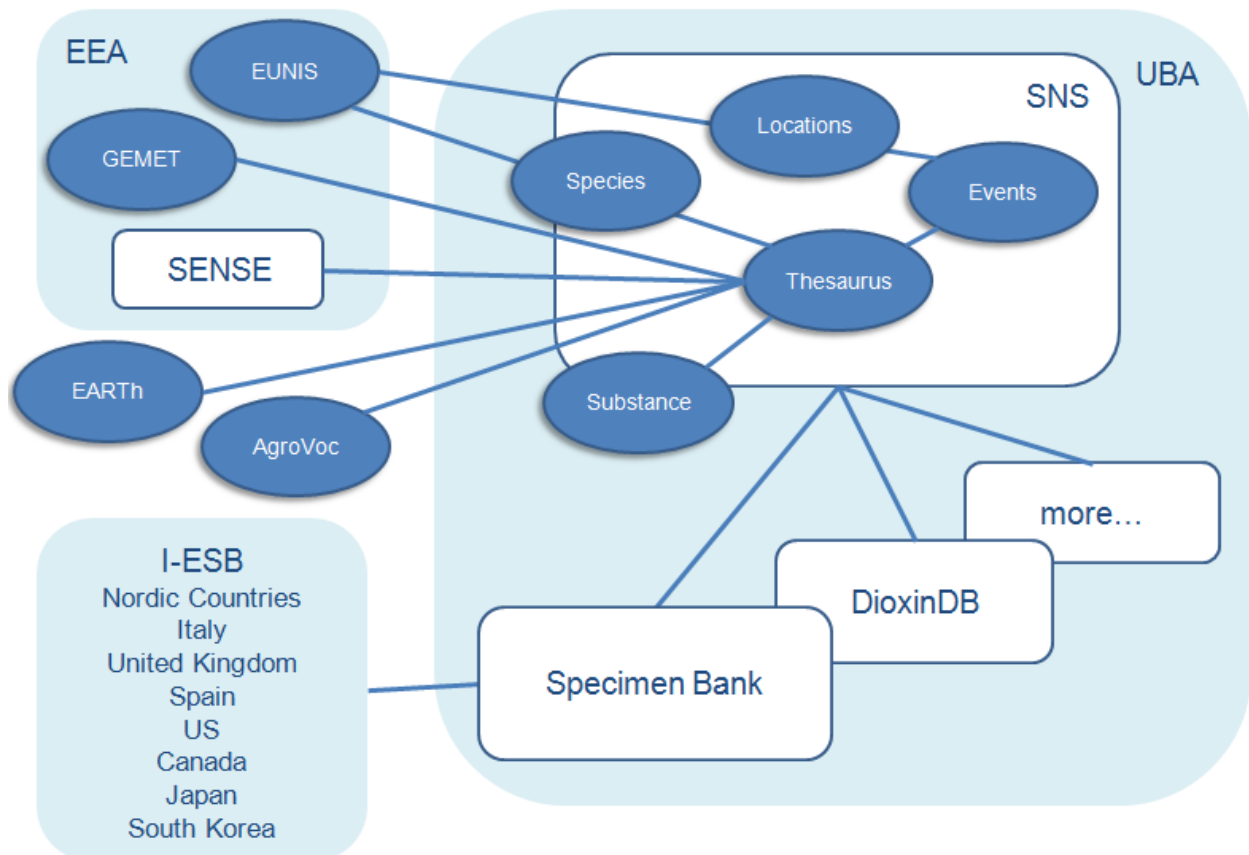 EEA
EUNIS
GEMET
SENSE
EARTh
AgroVoc
UBA
SNS
Locations
Species
Events
Thesaurus
Substance
more…
DioxinDB
Specimen Bank
I-ESB
Nordic Countries
Italy
United Kingdom
Spain
US
Canada
Japan
South Korea